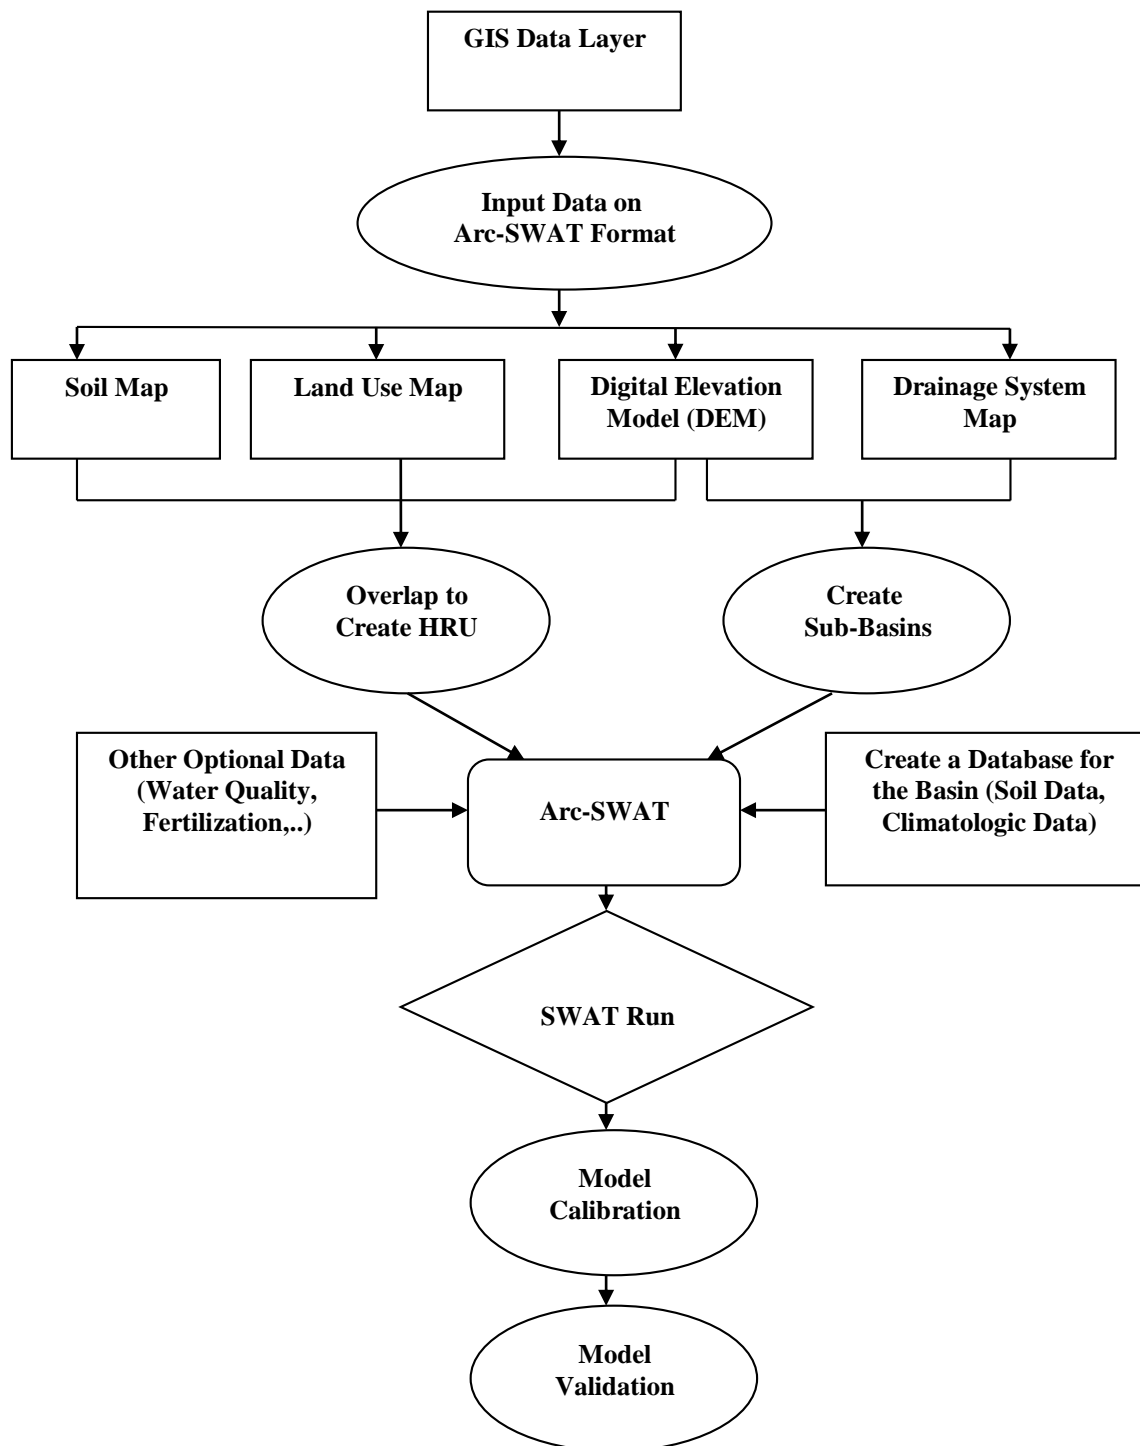 GIS Data Layer
Input Data on
Arc-SWAT Format
Soil Map
Land Use Map
Digital Elevation
Model (DEM)
Drainage System
Map
Overlap to
Create HRU
Create
Sub-Basins
Other Optional Data
(Water Quality,
Fertilization,..)
Arc-SWAT
Create a Database for
the Basin (Soil Data,
Climatologic Data)
SWAT Run
Model
Calibration
Model
Validation